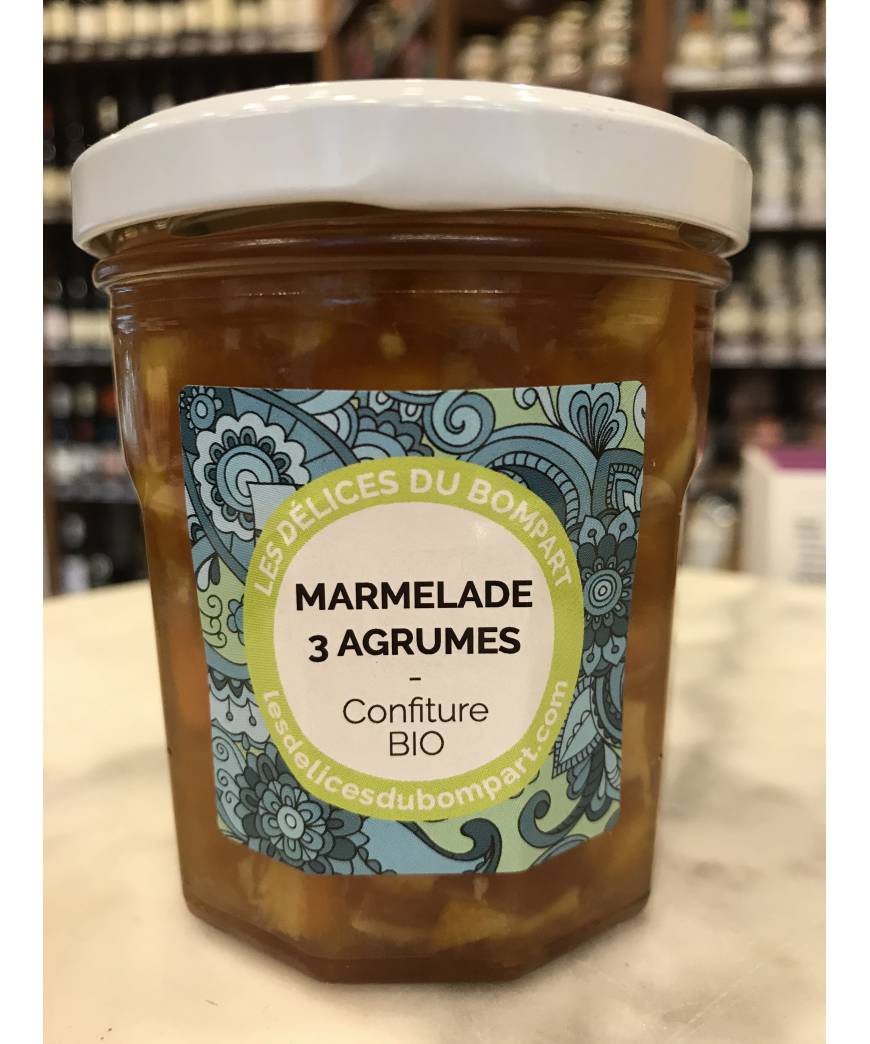 LES DÉLICES DU BOMPART
MARMELADE
3 AGRUMES
-
Confiture
BIO
lesdelicesdubompart.com